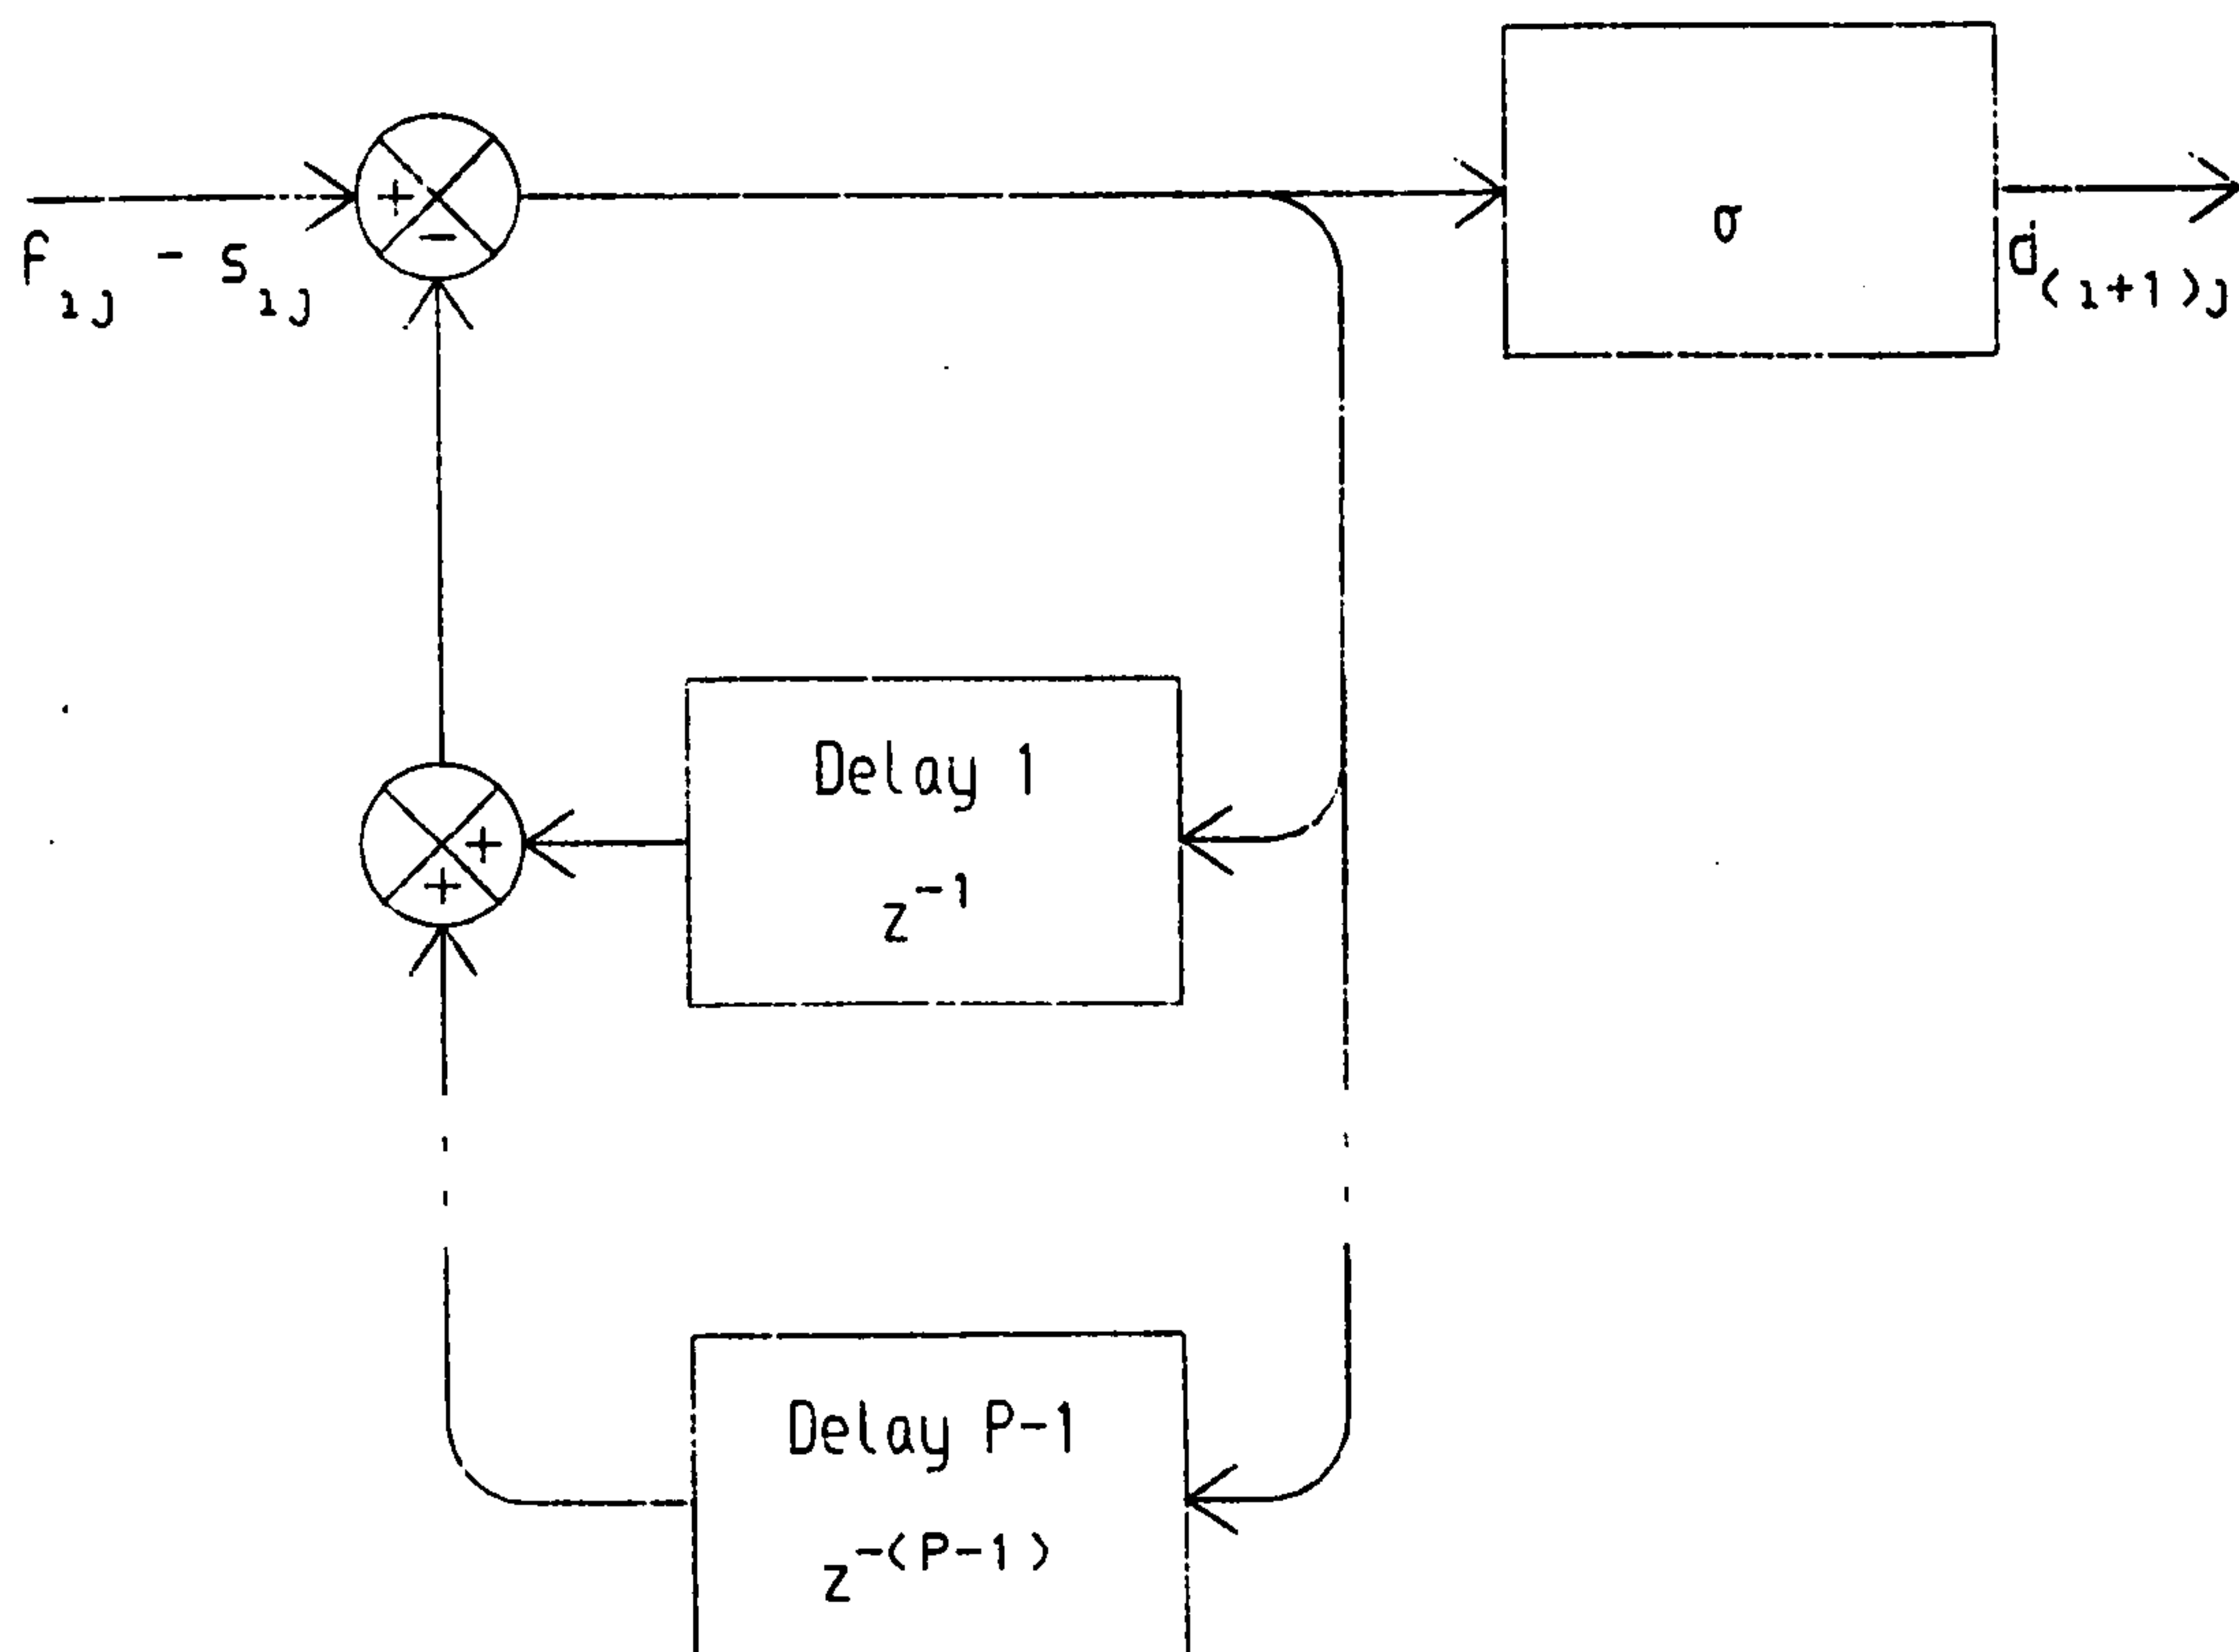 +
-
f_ij - s_ij
σ
d_(i+1)j
Delay 1
z^-1
+
+
Delay P-1
z^-(P-1)